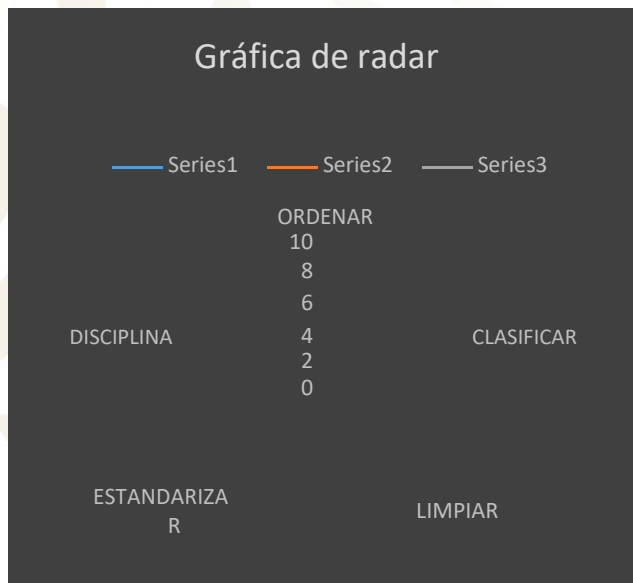 Gráfica de radar
Series1 Series2 Series3
ORDENAR
10
8
6
DISCIPLINA 4 CLASIFICAR
2
0
ESTANDARIZA
R
LIMPIAR